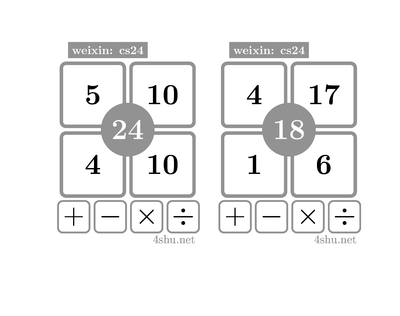 weixin: cs24
5 10
24
4 10
+ − × ÷
4shu.net
weixin: cs24
4 17
18
1 6
+ − × ÷
4shu.net